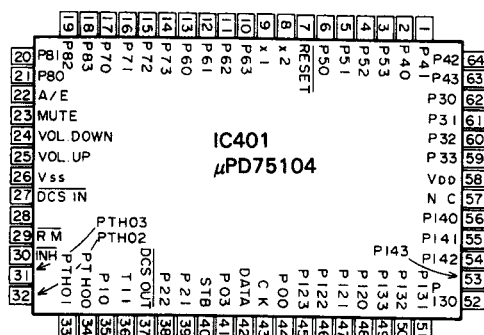 19 18 17 16 15 14 13 12 11 10 9 8 7 6 5 4 3 2 1
P82 P83 P70 P71 P72 P73 P60 P61 P62 P63 x1 x2 RESET P50 P51 P52 P53 P40 P41
20 P81
21 P80
22 A/E
23 MUTE
24 VOL.DOWN
25 VOL.UP
26 Vss
27 DCS IN
28
29 RM
30 INH
31 PTH03
32 PTH02
IC401
μPD75104
P42 64
P43 63
P30 62
P31 61
P32 60
P33 59
VDD 58
NC 57
P140 56
P141 55
P142 54
P143 53
P130 52
PTH01 PTH00 P10 T11 DCS OUT P22 P21 STB P03 DATA CK P00 P123 P122 P121 P120 P133 P132 P131
33 34 35 36 37 38 39 40 41 42 43 44 45 46 47 48 49 50 51